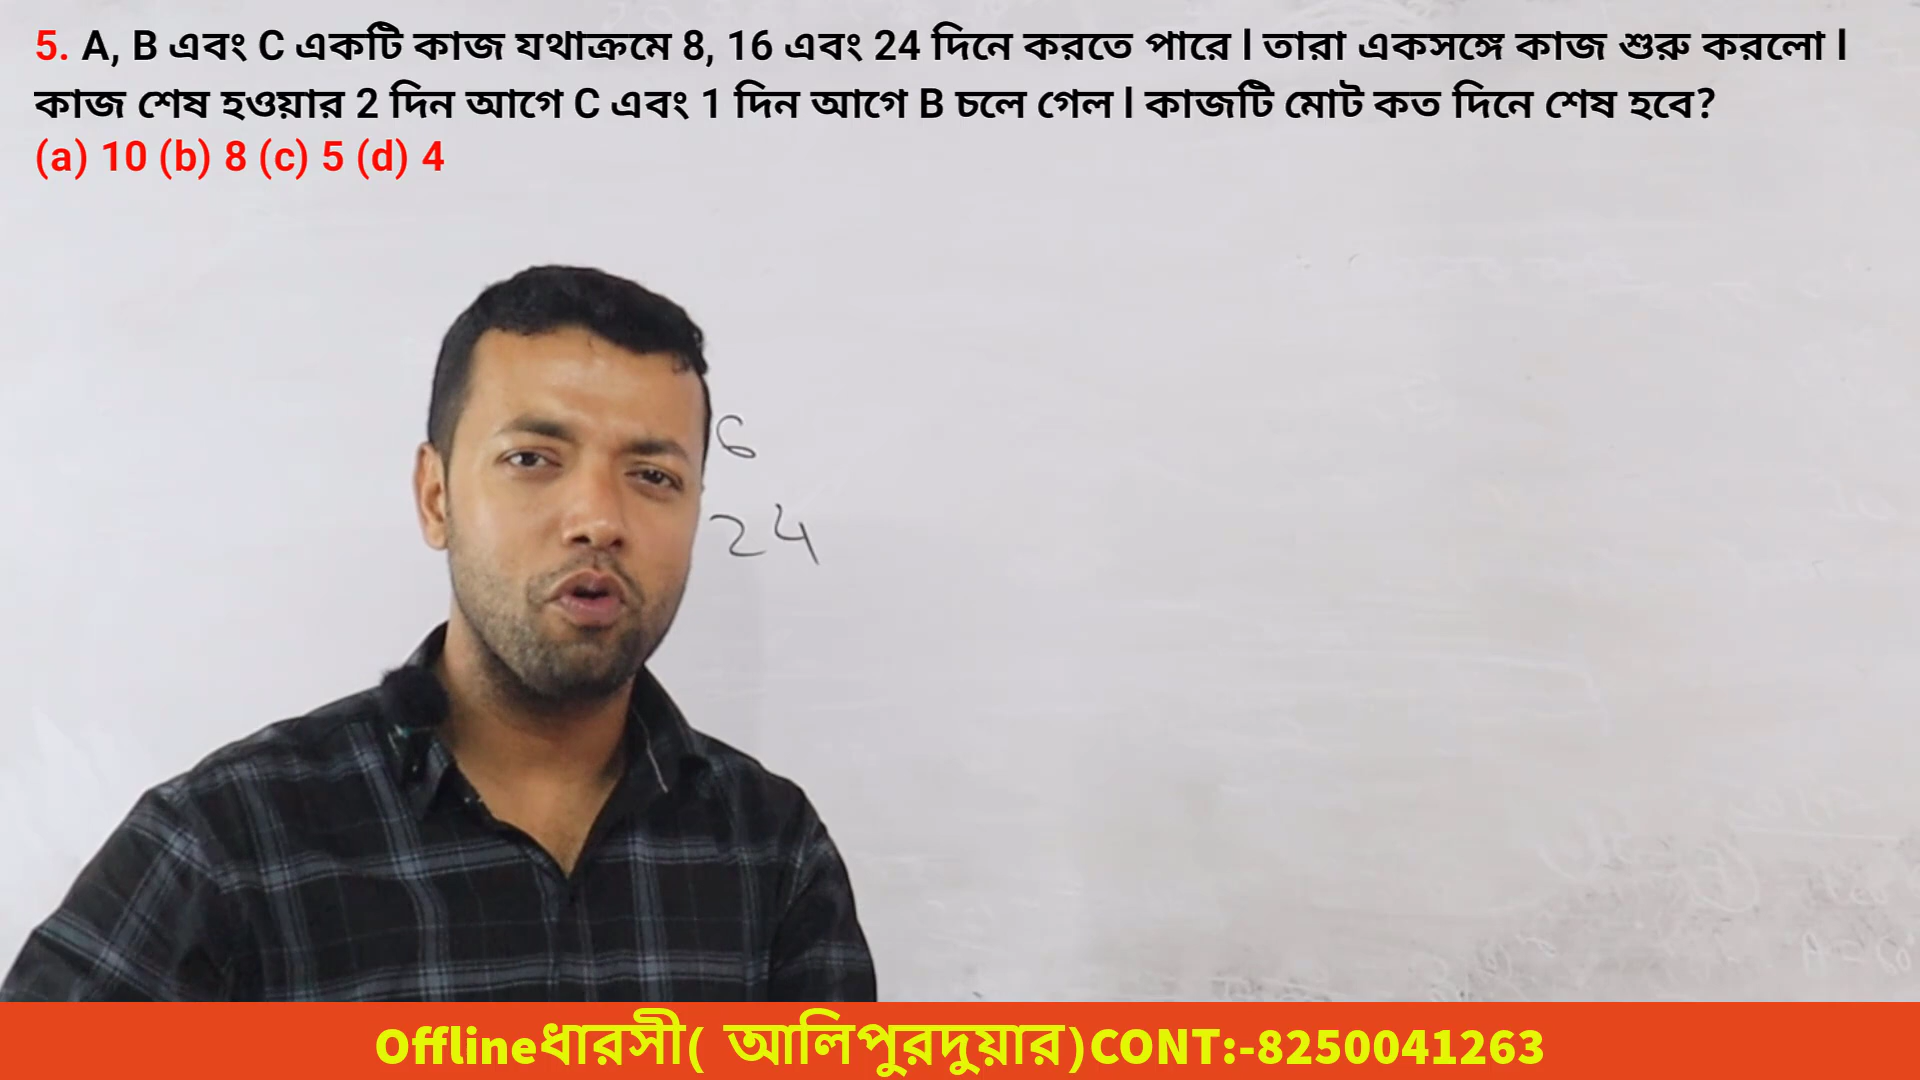 5. A, B এবং C একটি কাজ যথাক্রমে 8, 16 এবং 24 দিনে করতে পারে l তারা একসঙ্গে কাজ শুরু করলো l
কাজ শেষ হওয়ার 2 দিন আগে C এবং 1 দিন আগে B চলে গেল l কাজটি মোট কত দিনে শেষ হবে?
(a) 10 (b) 8 (c) 5 (d) 4
6
24
Offlineধারসী( আলিপুরদুয়ার)CONT:-8250041263